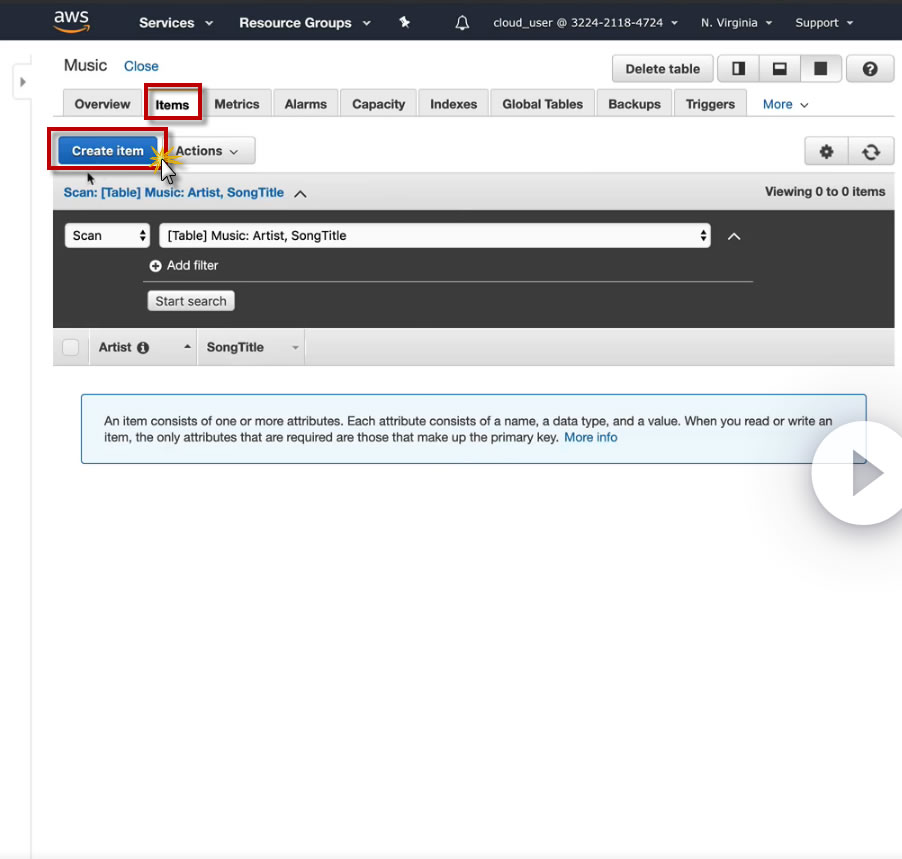 aws Services Resource Groups cloud_user @ 3224-2118-4724 N. Virginia Support
Music Close Delete table
Overview Items Metrics Alarms Capacity Indexes Global Tables Backups Triggers More
Create item Actions
Scan: [Table] Music: Artist, SongTitle Viewing 0 to 0 items
Scan [Table] Music: Artist, SongTitle
Add filter
Start search
Artist SongTitle
An item consists of one or more attributes. Each attribute consists of a name, a data type, and a value. When you read or write an
item, the only attributes that are required are those that make up the primary key. More info